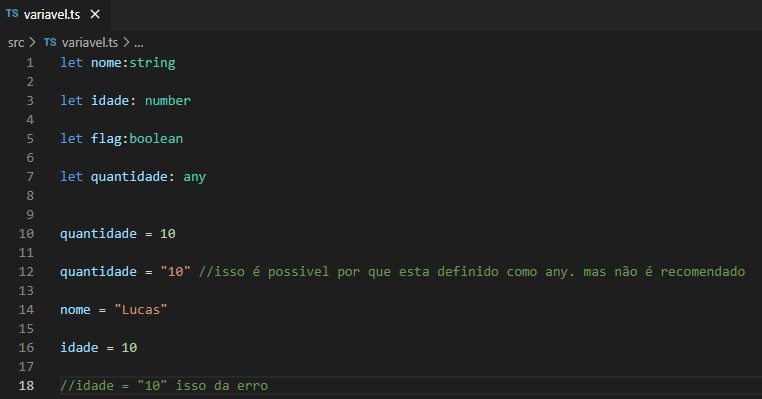 TS variavel.ts ×
src > TS variavel.ts > ...
1 let nome:string
2
3 let idade: number
4
5 let flag:boolean
6
7 let quantidade: any
8
9
10 quantidade = 10
11
12 quantidade = "10" //isso é possivel por que esta definido como any. mas não é recomendado
13
14 nome = "Lucas"
15
16 idade = 10
17
18 //idade = "10" isso da erro